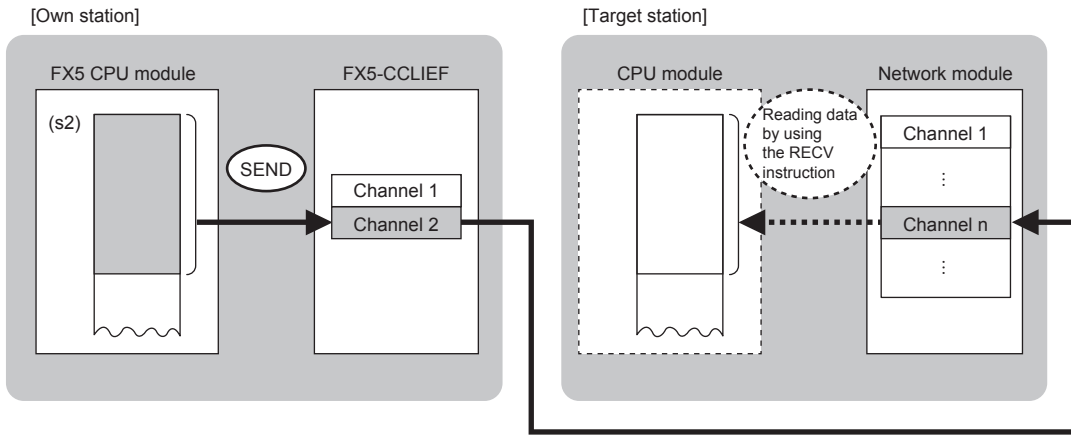 [Own station]
[Target station]
FX5 CPU module
FX5-CCLIEF
CPU module
Network module
(s2)
SEND
Channel 1
Channel 2
Reading data
by using
the RECV
instruction
Channel 1
⋮
Channel n
⋮